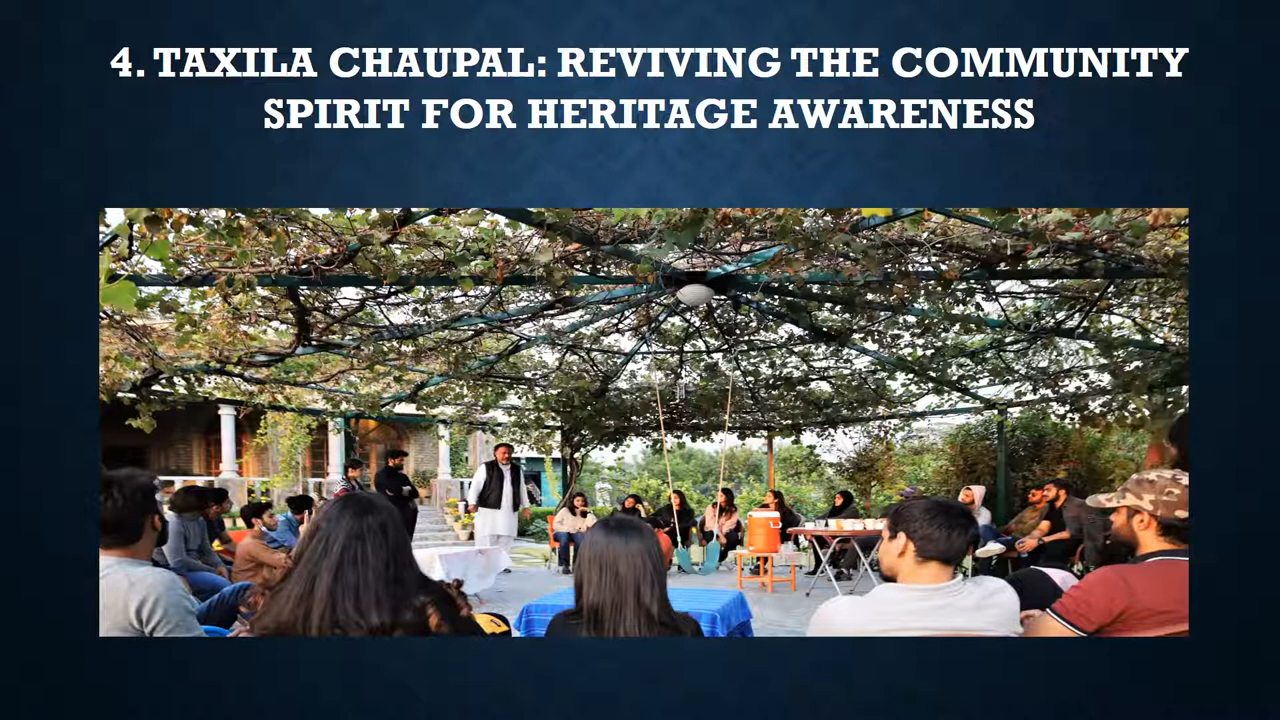 4. TAXILA CHAUPAL: REVIVING THE COMMUNITY
SPIRIT FOR HERITAGE AWARENESS